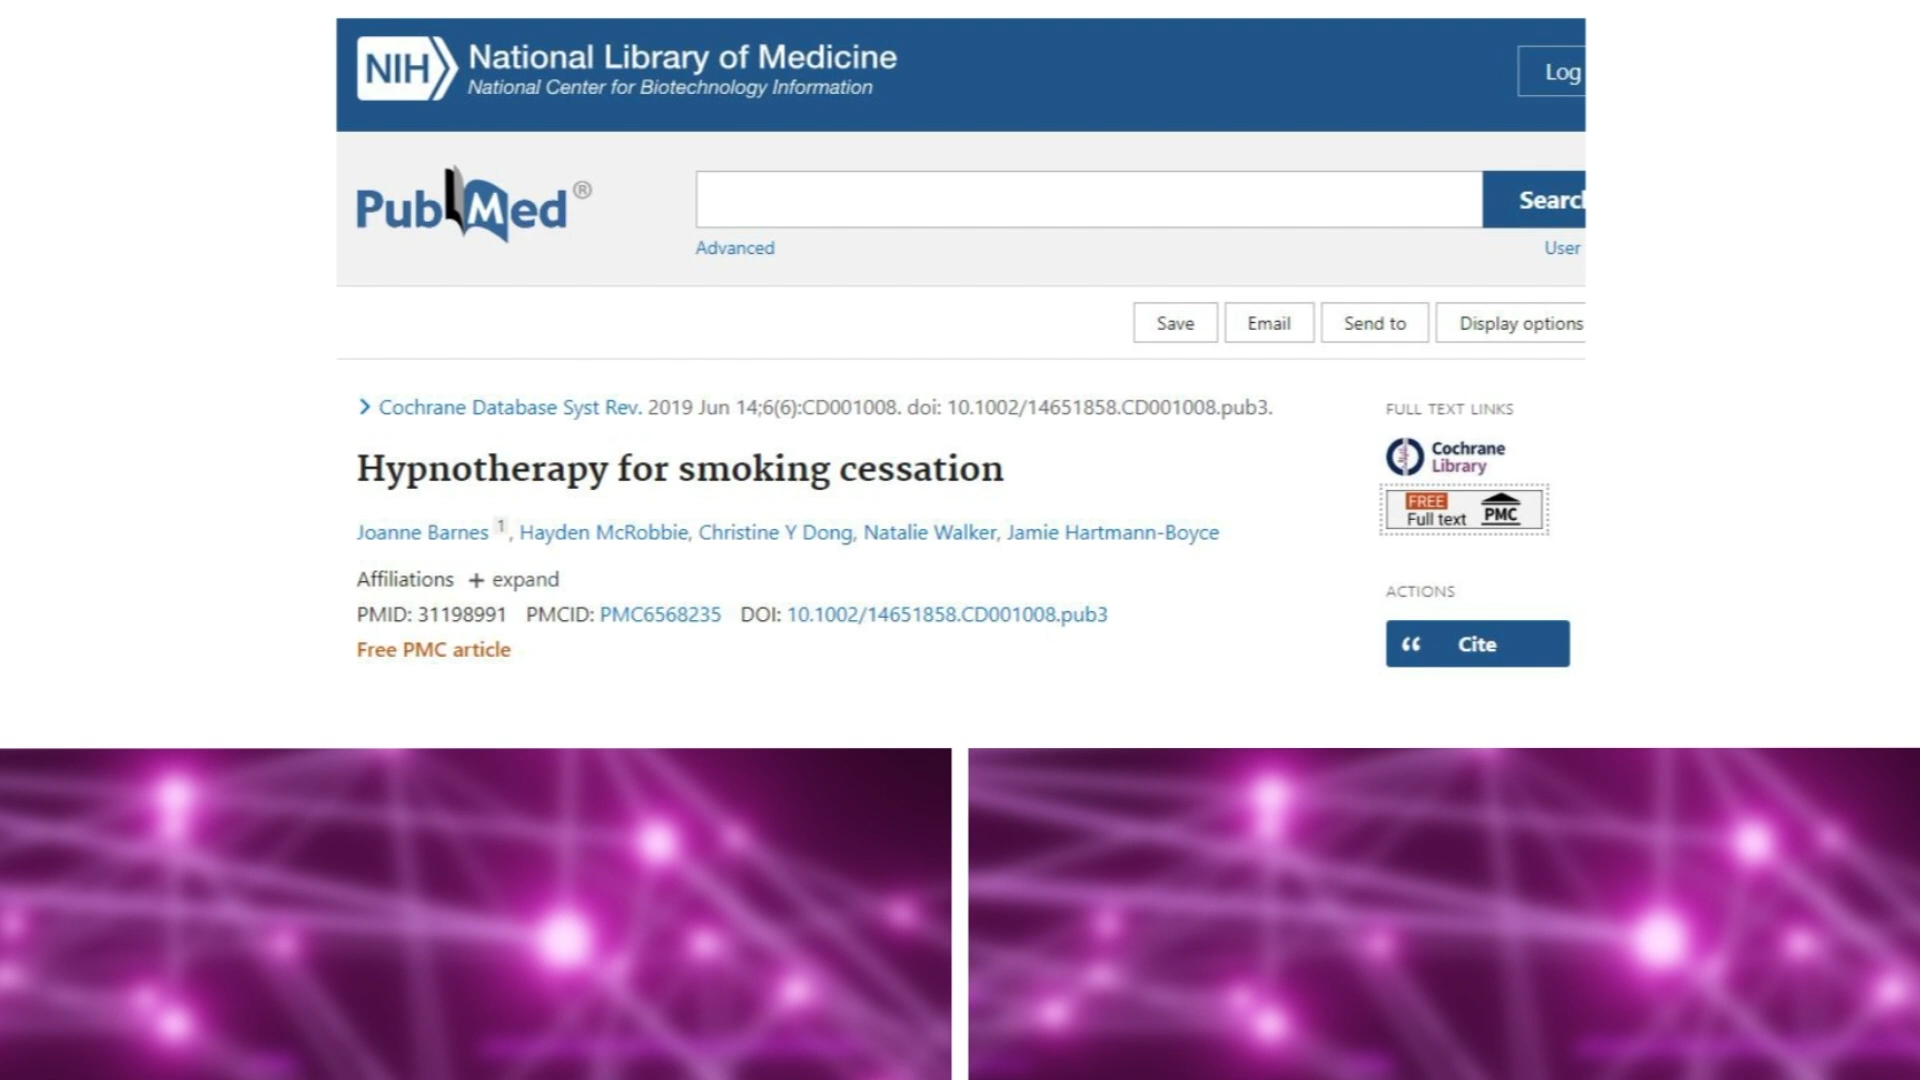 NIH National Library of Medicine
National Center for Biotechnology Information
Log
PubMed®
Search
Advanced
User
Save Email Send to Display options
Cochrane Database Syst Rev. 2019 Jun 14;6(6):CD001008. doi: 10.1002/14651858.CD001008.pub3.
Hypnotherapy for smoking cessation
Joanne Barnes 1, Hayden McRobbie, Christine Y Dong, Natalie Walker, Jamie Hartmann-Boyce
Affiliations + expand
PMID: 31198991 PMCID: PMC6568235 DOI: 10.1002/14651858.CD001008.pub3
Free PMC article
FULL TEXT LINKS
Cochrane
Library
FREE
Full text PMC
ACTIONS
“ Cite